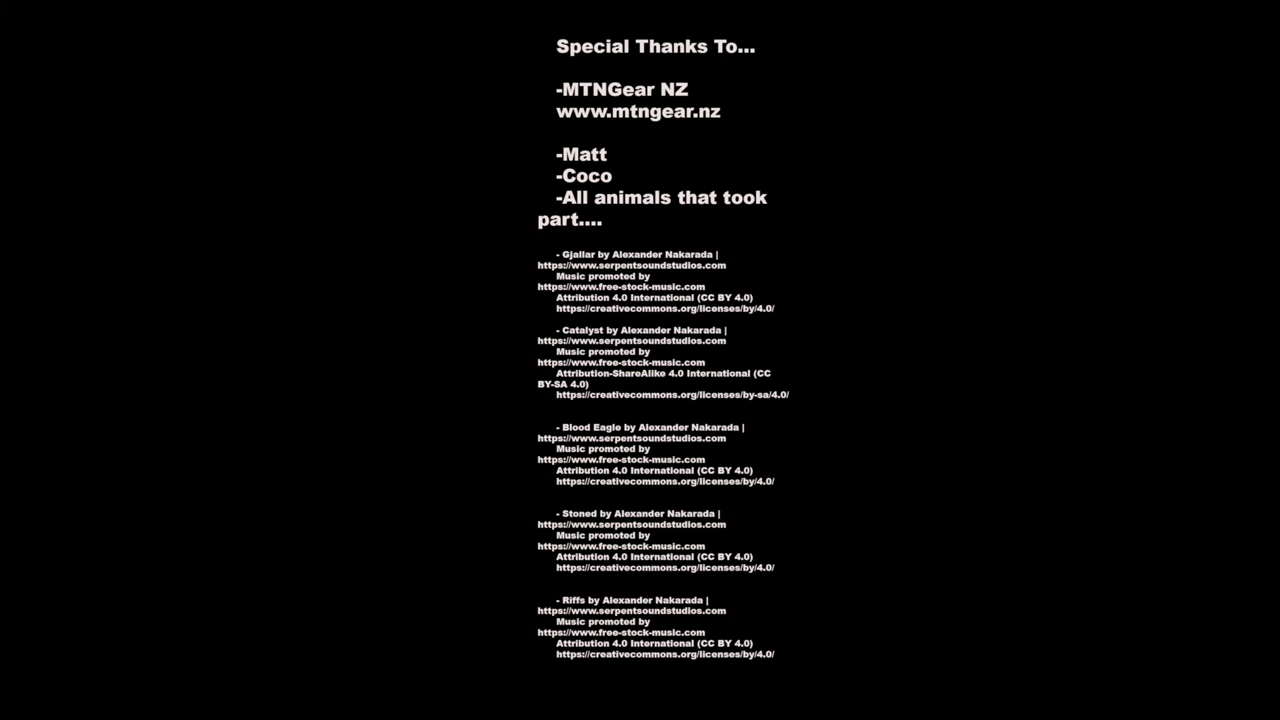 Special Thanks To...
-MTNGear NZ
www.mtngear.nz
-Matt
-Coco
-All animals that took
part....
- Gjallar by Alexander Nakarada |
https://www.serpentsoundstudios.com
Music promoted by
https://www.free-stock-music.com
Attribution 4.0 International (CC BY 4.0)
https://creativecommons.org/licenses/by/4.0/
- Catalyst by Alexander Nakarada |
https://www.serpentsoundstudios.com
Music promoted by
https://www.free-stock-music.com
Attribution-ShareAlike 4.0 International (CC
BY-SA 4.0)
https://creativecommons.org/licenses/by-sa/4.0/
- Blood Eagle by Alexander Nakarada |
https://www.serpentsoundstudios.com
Music promoted by
https://www.free-stock-music.com
Attribution 4.0 International (CC BY 4.0)
https://creativecommons.org/licenses/by/4.0/
- Stoned by Alexander Nakarada |
https://www.serpentsoundstudios.com
Music promoted by
https://www.free-stock-music.com
Attribution 4.0 International (CC BY 4.0)
https://creativecommons.org/licenses/by/4.0/
- Riffs by Alexander Nakarada |
https://www.serpentsoundstudios.com
Music promoted by
https://www.free-stock-music.com
Attribution 4.0 International (CC BY 4.0)
https://creativecommons.org/licenses/by/4.0/